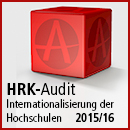 HRK-Audit
Internationalisierung der
Hochschulen 2015/16